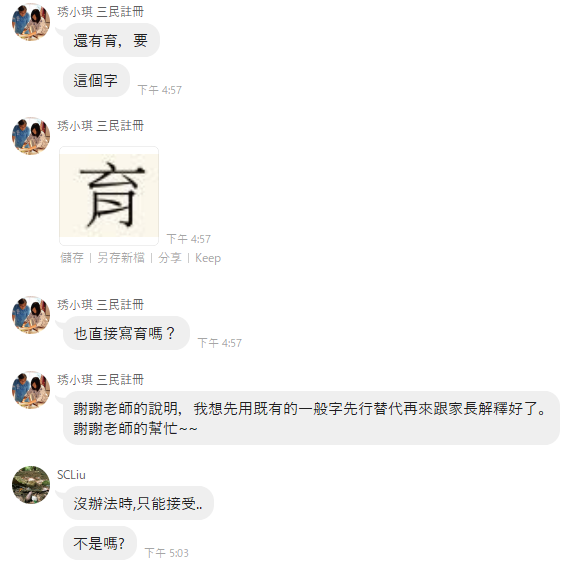 琇小琪 三民註冊
還有育，要
這個字
下午 4:57
琇小琪 三民註冊
育
下午 4:57
儲存 | 另存新檔 | 分享 | Keep
琇小琪 三民註冊
也直接寫育嗎？
下午 4:57
琇小琪 三民註冊
謝謝老師的說明，我想先用既有的一般字先行替代再來跟家長解釋好了。
謝謝老師的幫忙~~
SCLiu
沒辦法時,只能接受..
不是嗎?
下午 5:03